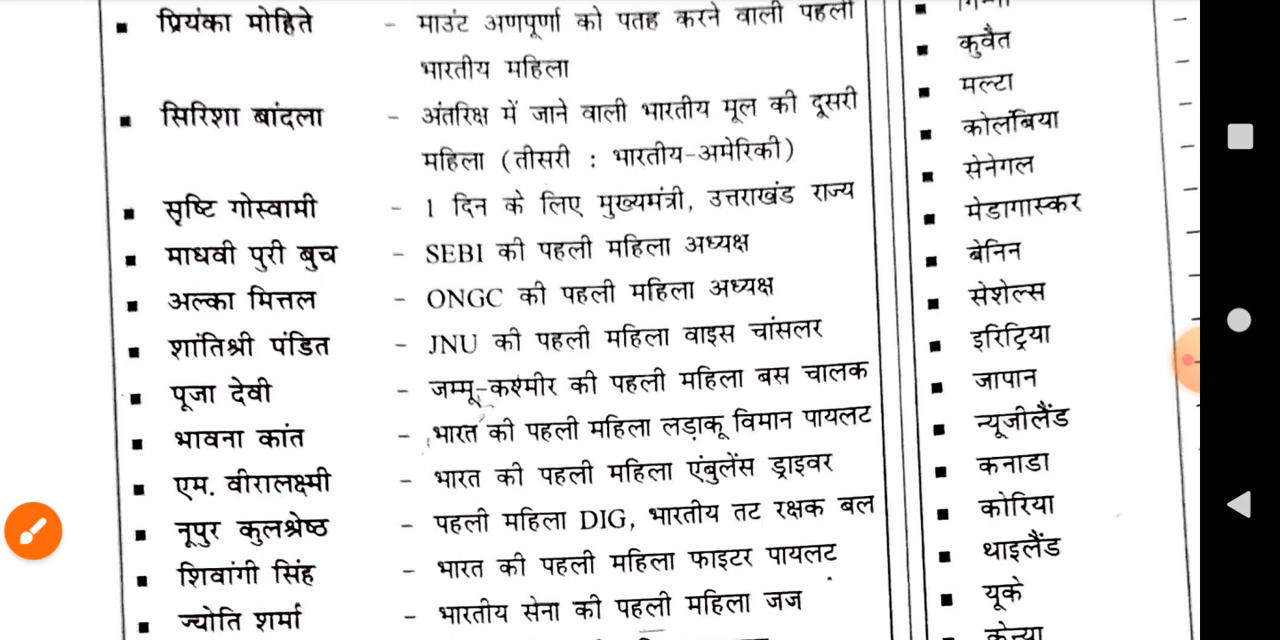 ▪ प्रियंका मोहिते - माउंट अणपूर्णा को पतह करने वाली पहली
भारतीय महिला
▪ सिरिशा बांदला - अंतरिक्ष में जाने वाली भारतीय मूल की दूसरी
महिला (तीसरी : भारतीय-अमेरिकी)
▪ सृष्टि गोस्वामी - 1 दिन के लिए मुख्यमंत्री, उत्तराखंड राज्य
▪ माधवी पुरी बुच - SEBI की पहली महिला अध्यक्ष
▪ अल्का मित्तल - ONGC की पहली महिला अध्यक्ष
▪ शांतिश्री पंडित - JNU की पहली महिला वाइस चांसलर
▪ पूजा देवी - जम्मू-कश्मीर की पहली महिला बस चालक
▪ भावना कांत - भारत की पहली महिला लड़ाकू विमान पायलट
▪ एम. वीरालक्ष्मी - भारत की पहली महिला एंबुलेंस ड्राइवर
▪ नूपुर कुलश्रेष्ठ - पहली महिला DIG, भारतीय तट रक्षक बल
▪ शिवांगी सिंह - भारत की पहली महिला फाइटर पायलट
▪ ज्योति शर्मा - भारतीय सेना की पहली महिला जज
▪ कुवैत -
▪ मल्टा -
▪ कोलंबिया -
▪ सेनेगल -
▪ मेडागास्कर -
▪ बेनिन -
▪ सेशेल्स -
▪ इरिट्रिया
▪ जापान
▪ न्यूजीलैंड -
▪ कनाडा -
▪ कोरिया -
▪ थाइलैंड -
▪ यूके -
केन्या